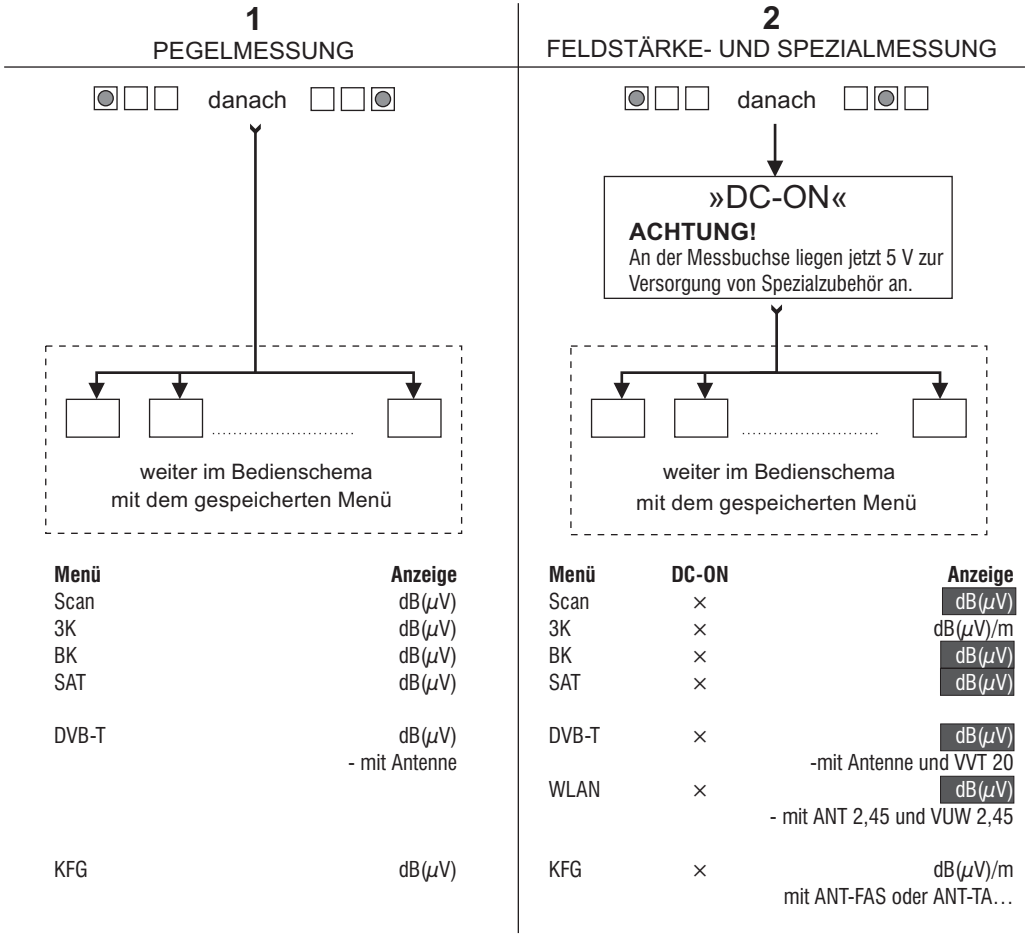 1
PEGELMESSUNG
danach
weiter im Bedienschema
mit dem gespeicherten Menü
Menü Anzeige
Scan dB(μV)
3K dB(μV)
BK dB(μV)
SAT dB(μV)
DVB-T dB(μV)
- mit Antenne
KFG dB(μV)
2
FELDSTÄRKE- UND SPEZIALMESSUNG
danach
»DC-ON«
ACHTUNG!
An der Messbuchse liegen jetzt 5 V zur
Versorgung von Spezialzubehör an.
weiter im Bedienschema
mit dem gespeicherten Menü
Menü DC-ON Anzeige
Scan × dB(μV)
3K × dB(μV)/m
BK × dB(μV)
SAT × dB(μV)
DVB-T × dB(μV)
-mit Antenne und VVT 20
WLAN × dB(μV)
- mit ANT 2,45 und VUW 2,45
KFG × dB(μV)/m
mit ANT-FAS oder ANT-TA…